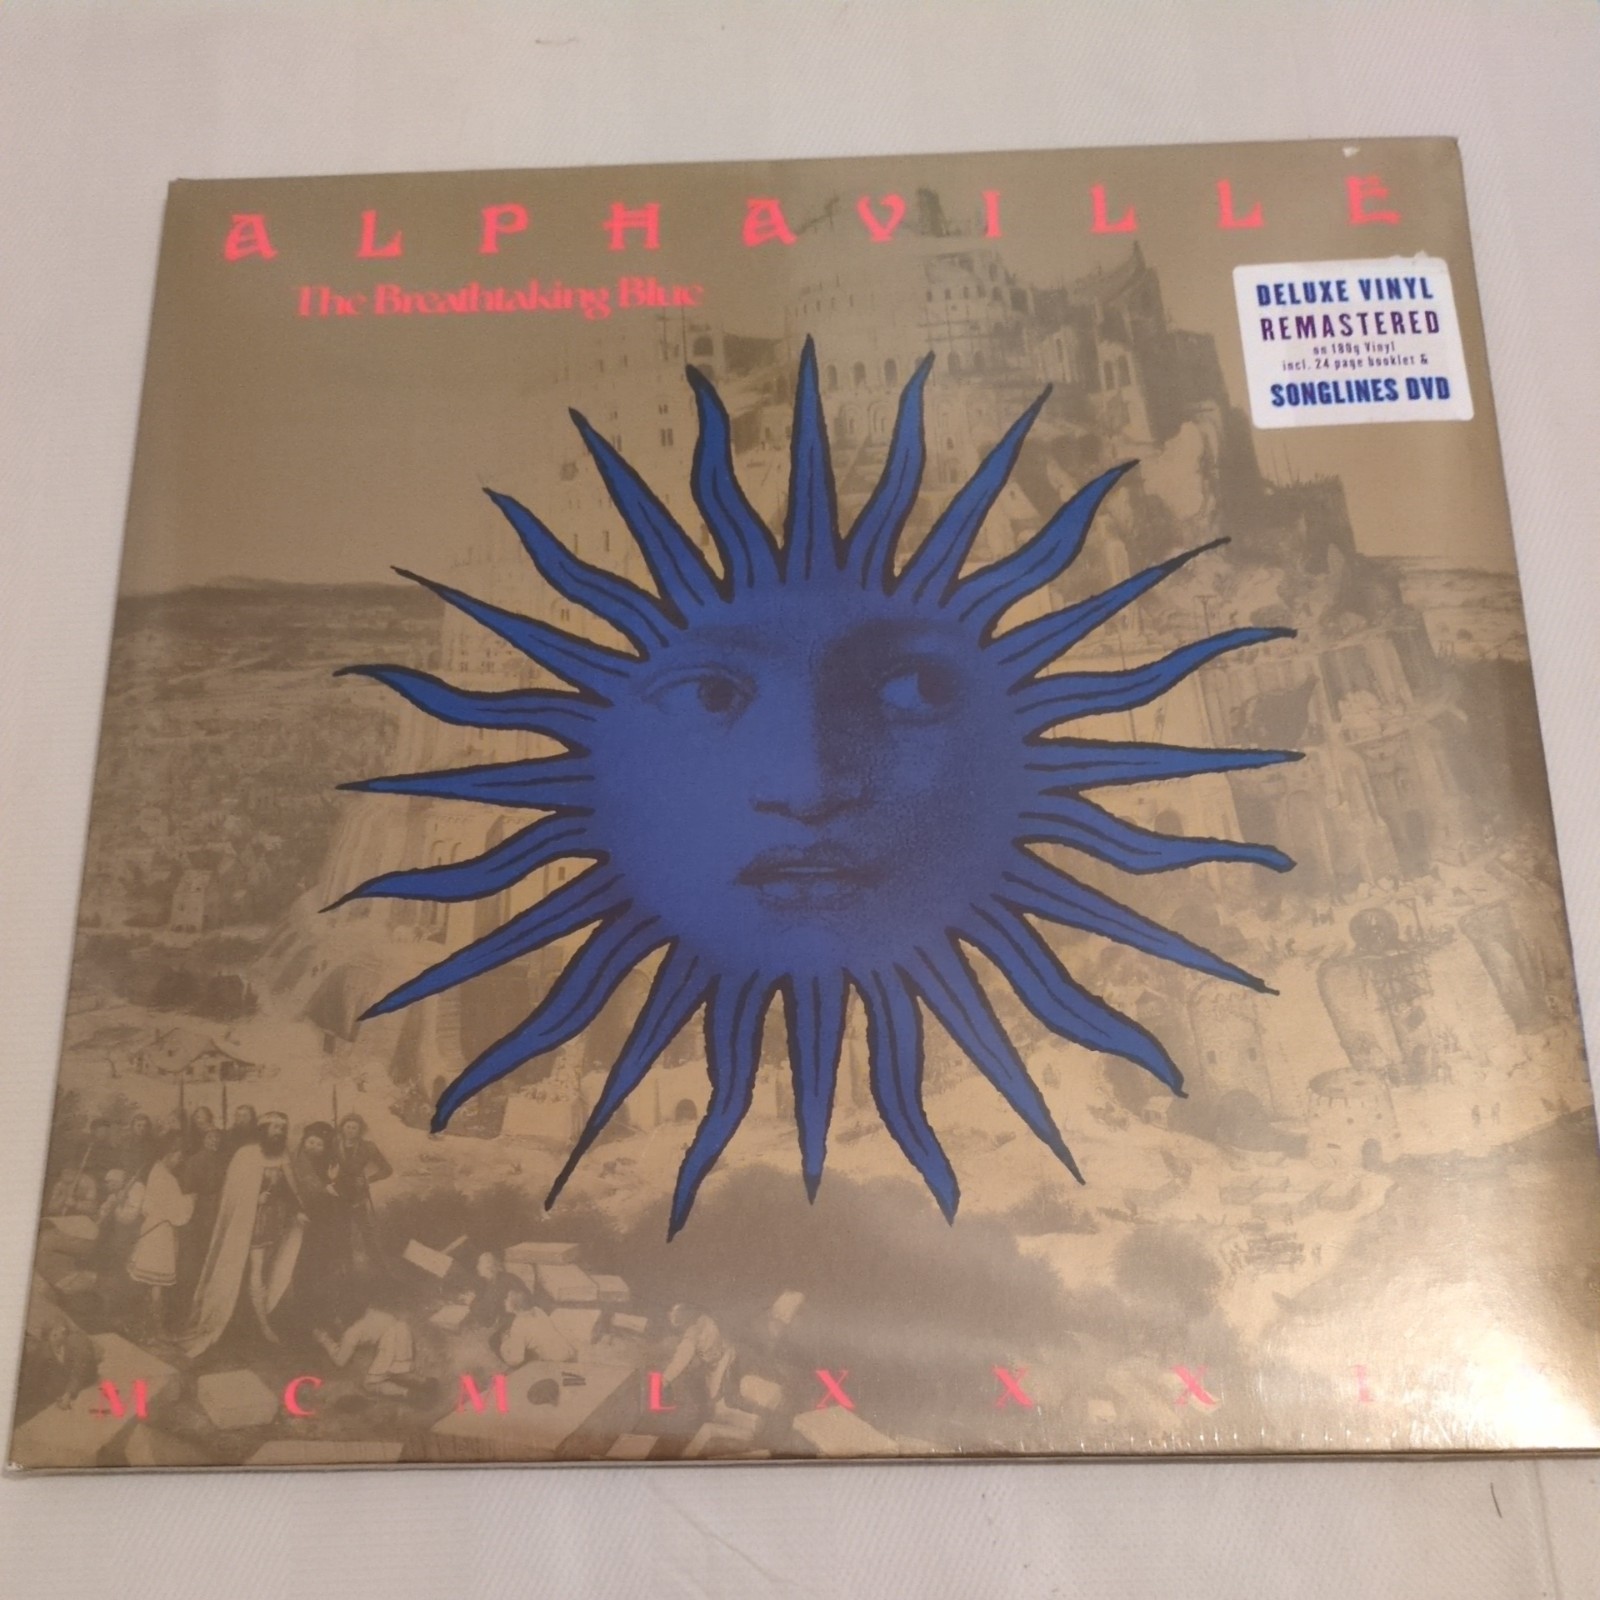 ALPHAVILLE
The Breathtaking Blue
DELUXE VINYL
REMASTERED
on 180g Vinyl
incl. 24 page booklet &
SONGLINES DVD
M C M L X X X I